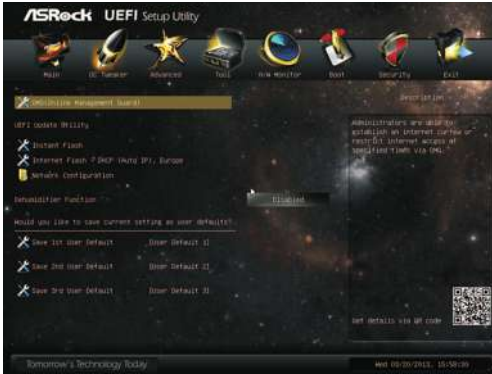 ASRock UEFI Setup Utility
Main OC Tweaker Advanced Tool H/W Monitor Boot Security Exit
OMG(Online Management Guard)
Description
UEFI Update Utility
Administrators are able to
establish an internet curfew or
restrict internet access at
specified times via OMG.
Instant Flash
Internet Flash - DHCP (Auto IP), Europe
Network Configuration
Dehumidifier Function
Disabled
Would you like to save current setting as user defaults?
Save 1st User Default [User Default 1]
Save 2nd User Default [User Default 2]
Save 3rd User Default [User Default 3]
Get details via QR code
Tomorrow's Technology Today
Wed